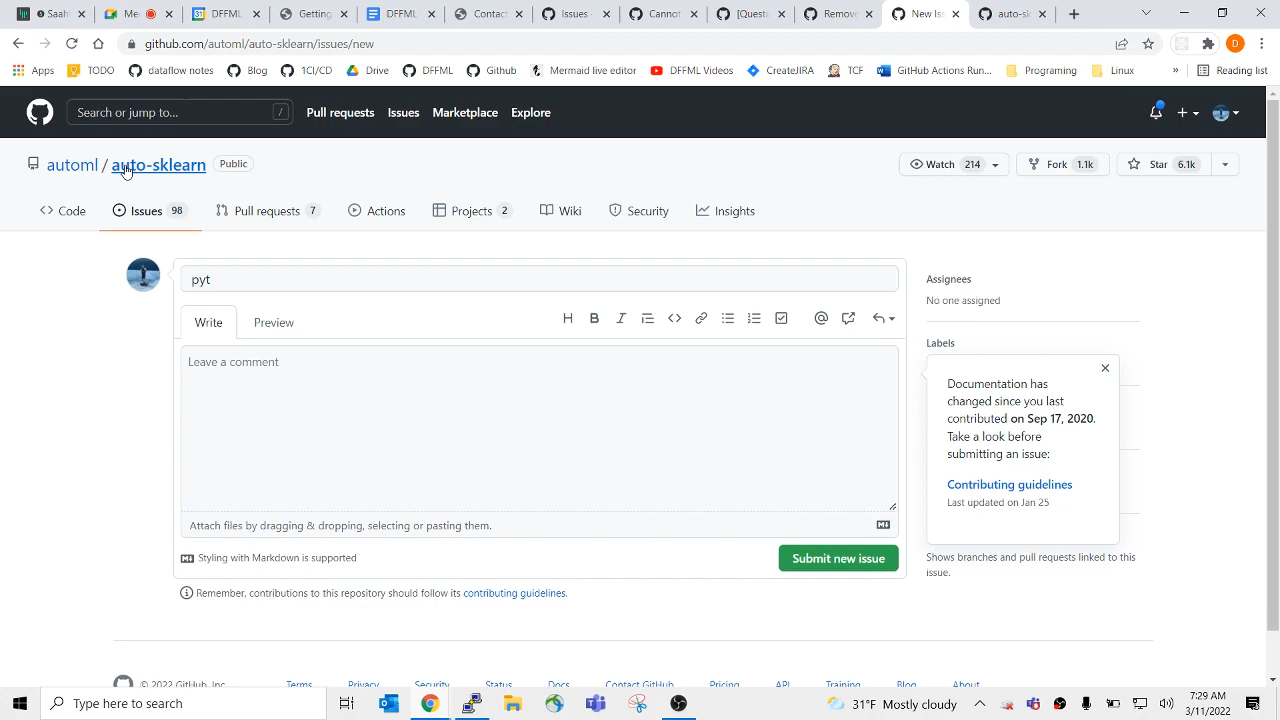 Saah
Me
DFFML
Getting
DFFML
Contac
Issues
Cannot
[Quest
Remov
New Iss
auto-sk
github.com/automl/auto-sklearn/issues/new
Apps
TODO
dataflow notes
Blog
1CI/CD
Drive
DFFML
Github
Mermaid live editor
DFFML Videos
CreateJIRA
TCF
GitHub Actions Run...
Programing
Linux
»
Reading list
Search or jump to...
/
Pull requests
Issues
Marketplace
Explore
automl / auto-sklearn
Public
Watch 214
Fork 1.1k
Star 6.1k
Code
Issues 98
Pull requests 7
Actions
Projects 2
Wiki
Security
Insights
pyt
Write
Preview
Leave a comment
Attach files by dragging & dropping, selecting or pasting them.
Styling with Markdown is supported
Submit new issue
Remember, contributions to this repository should follow its contributing guidelines.
Assignees
No one assigned
Labels
Documentation has
changed since you last
contributed on Sep 17, 2020.
Take a look before
submitting an issue:
Contributing guidelines
Last updated on Jan 25
Shows branches and pull requests linked to this
issue.
© 2022 GitHub, Inc.
Terms
Privacy
Security
Status
Docs
Contact GitHub
Pricing
API
Training
Blog
About
Type here to search
31°F Mostly cloudy
7:29 AM
3/11/2022